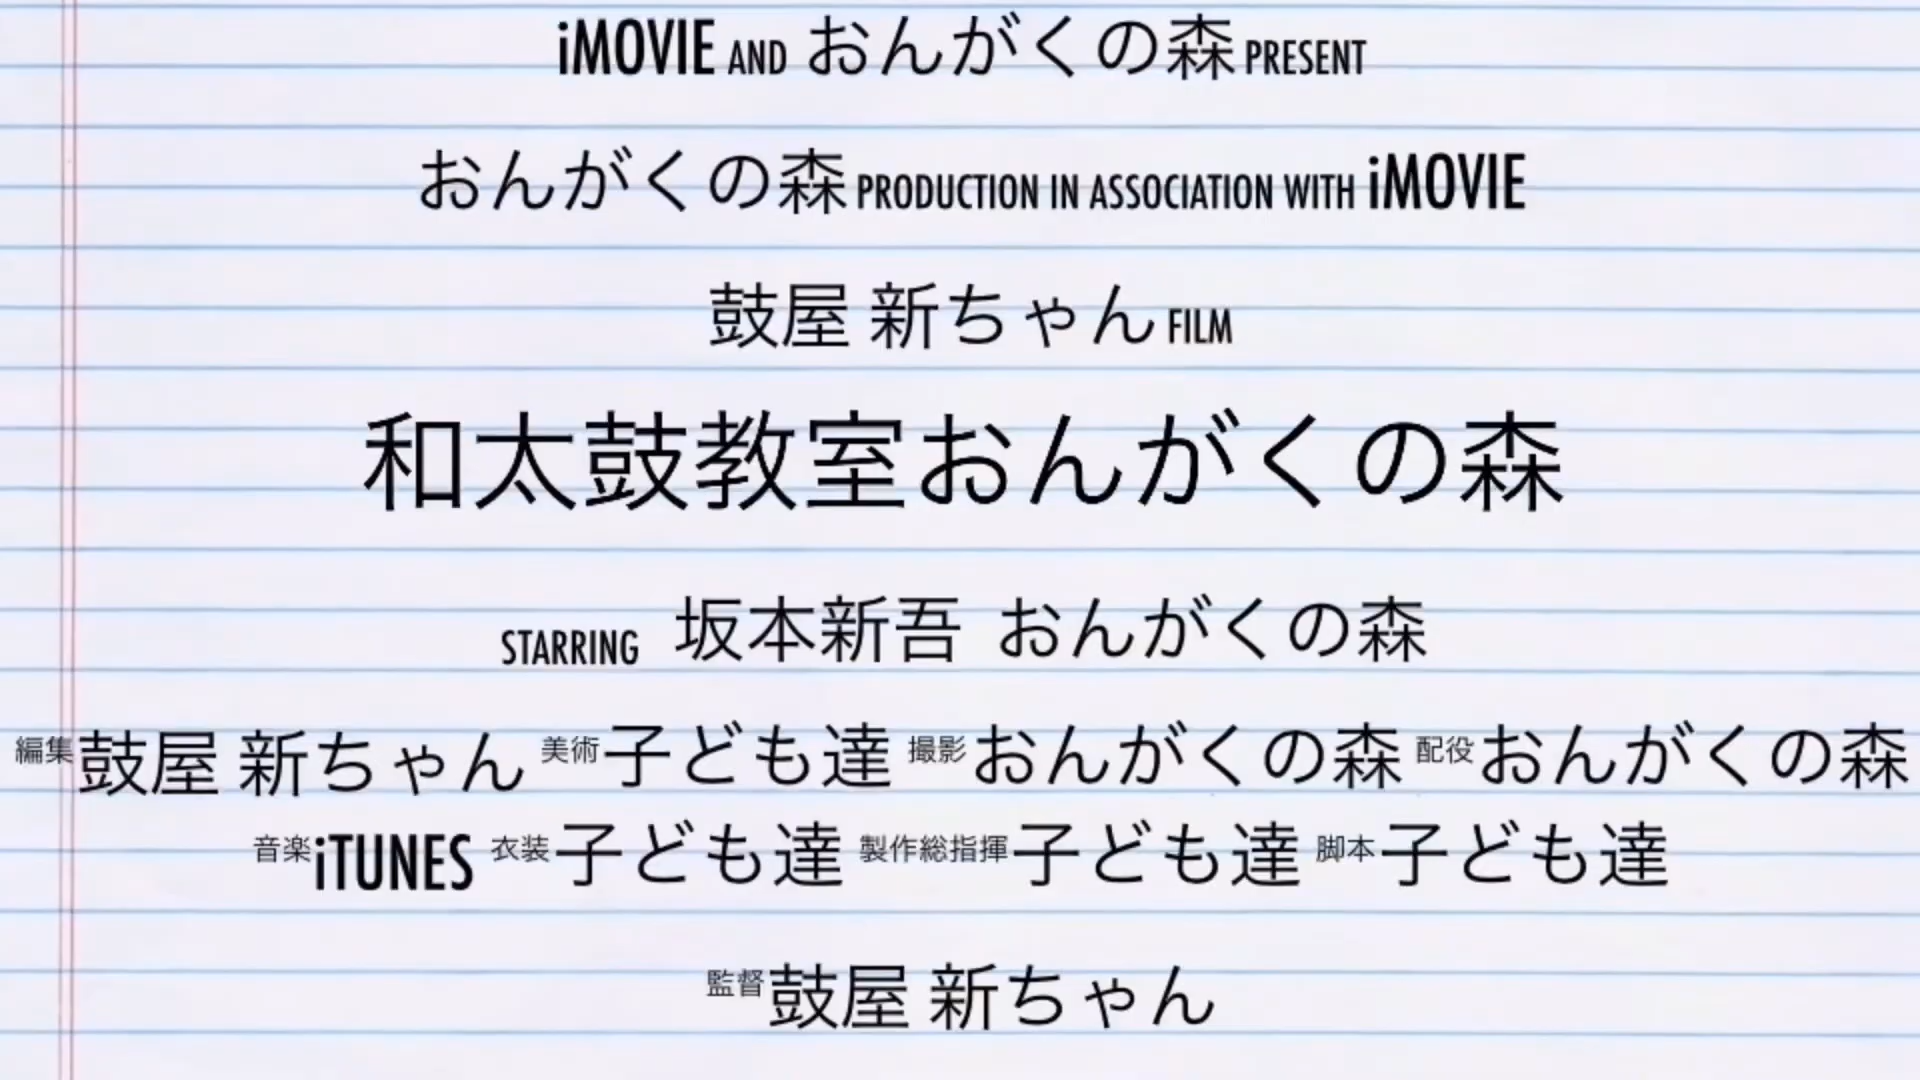 iMOVIE AND おんがくの森 PRESENT
おんがくの森 PRODUCTION IN ASSOCIATION WITH iMOVIE
鼓屋 新ちゃん FILM
和太鼓教室おんがくの森
STARRING 坂本新吾 おんがくの森
編集 鼓屋 新ちゃん 美術 子ども達 撮影 おんがくの森 配役 おんがくの森
音楽 iTUNES 衣装 子ども達 製作総指揮 子ども達 脚本 子ども達
監督 鼓屋 新ちゃん